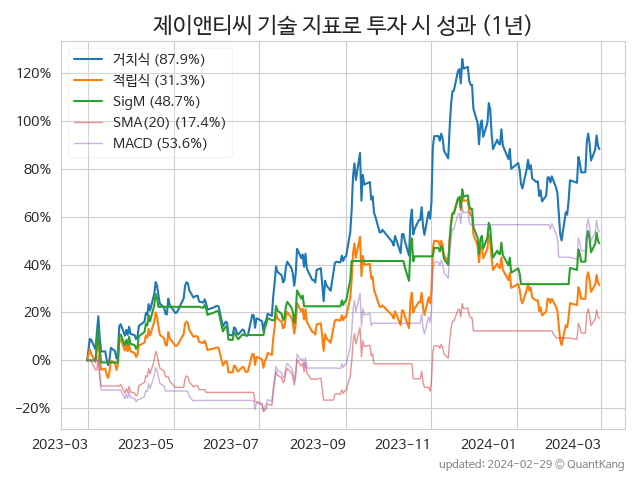 제이앤티씨 기술 지표로 투자 시 성과 (1년)
거치식 (87.9%)
적립식 (31.3%)
SigM (48.7%)
SMA(20) (17.4%)
MACD (53.6%)
120%
100%
80%
60%
40%
20%
0%
−20%
2023-03 2023-05 2023-07 2023-09 2023-11 2024-01 2024-03
updated: 2024-02-29 © QuantKang